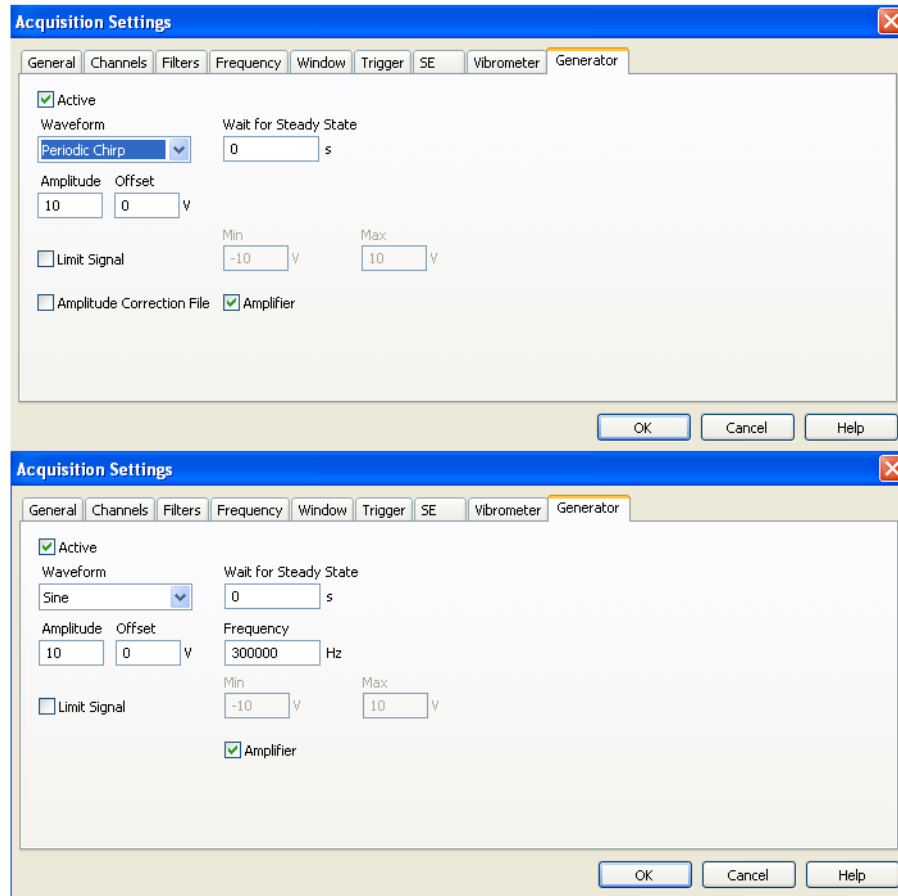 Acquisition Settings
General Channels Filters Frequency Window Trigger SE Vibrometer Generator
Active
Waveform Wait for Steady State
Periodic Chirp 0 s
Amplitude Offset
10 0 V
Min Max
Limit Signal -10 V 10 V
Amplitude Correction File Amplifier
OK Cancel Help
Acquisition Settings
General Channels Filters Frequency Window Trigger SE Vibrometer Generator
Active
Waveform Wait for Steady State
Sine 0 s
Amplitude Offset Frequency
10 0 V 300000 Hz
Min Max
Limit Signal -10 V 10 V
Amplifier
OK Cancel Help